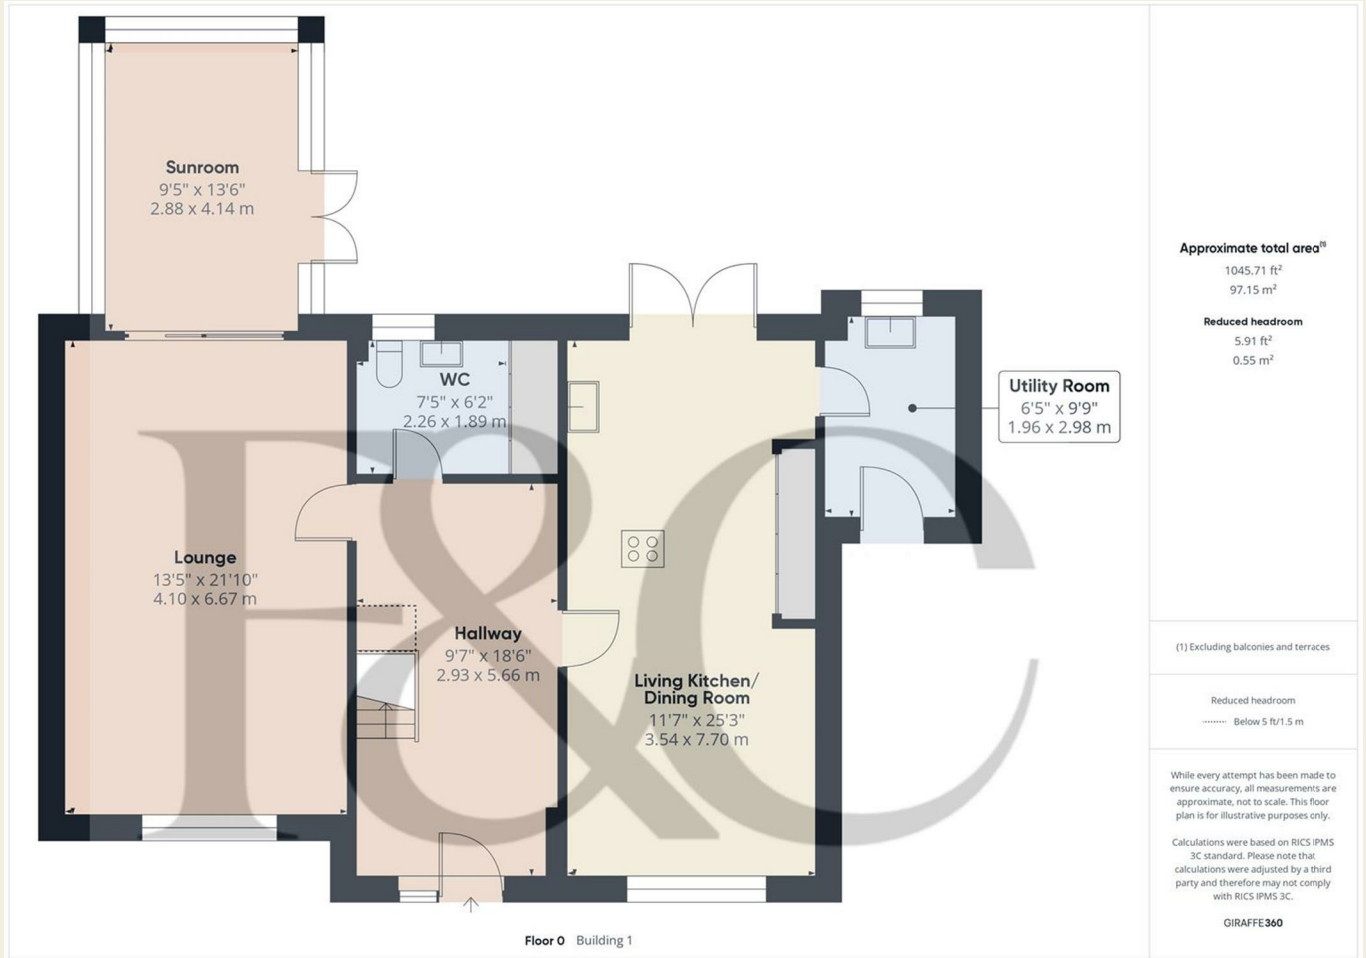 Sunroom
9'5" x 13'6"
2.88 x 4.14 m
WC
7'5" x 6'2"
2.26 x 1.89 m
Utility Room
6'5" x 9'9"
1.96 x 2.98 m
Lounge
13'5" x 21'10"
4.10 x 6.67 m
Hallway
9'7" x 18'6"
2.93 x 5.66 m
Living Kitchen/
Dining Room
11'7" x 25'3"
3.54 x 7.70 m
F&C
Floor 0 Building 1
Approximate total area(1)
1045.71 ft²
97.15 m²
Reduced headroom
5.91 ft²
0.55 m²
(1) Excluding balconies and terraces
Reduced headroom
Below 5 ft/1.5 m
While every attempt has been made to
ensure accuracy, all measurements are
approximate, not to scale. This floor
plan is for illustrative purposes only.
Calculations were based on RICS IPMS
3C standard. Please note that
calculations were adjusted by a third
party and therefore may not comply
with RICS IPMS 3C.
GIRAFFE360